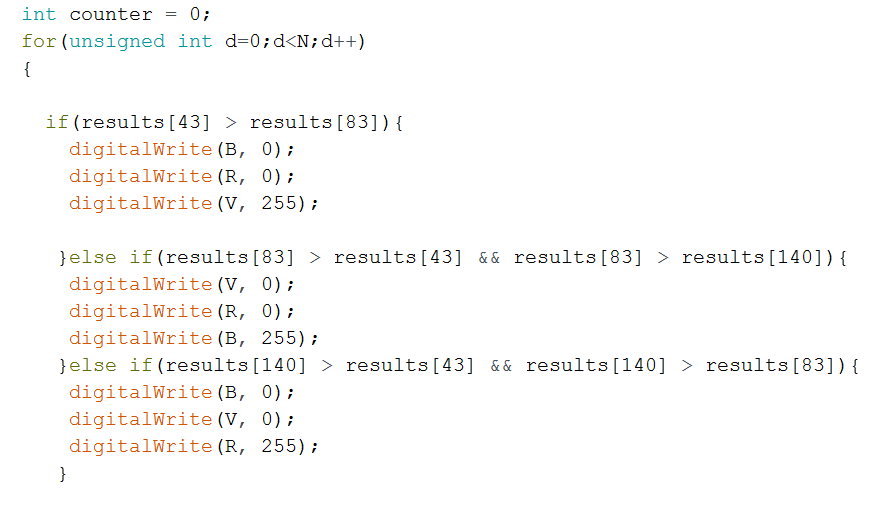 int counter = 0;
for(unsigned int d=0;d<N;d++)
{
if(results[43] > results[83]){
digitalWrite(B, 0);
digitalWrite(R, 0);
digitalWrite(V, 255);
}else if(results[83] > results[43] && results[83] > results[140]){
digitalWrite(V, 0);
digitalWrite(R, 0);
digitalWrite(B, 255);
}else if(results[140] > results[43] && results[140] > results[83]){
digitalWrite(B, 0);
digitalWrite(V, 0);
digitalWrite(R, 255);
}